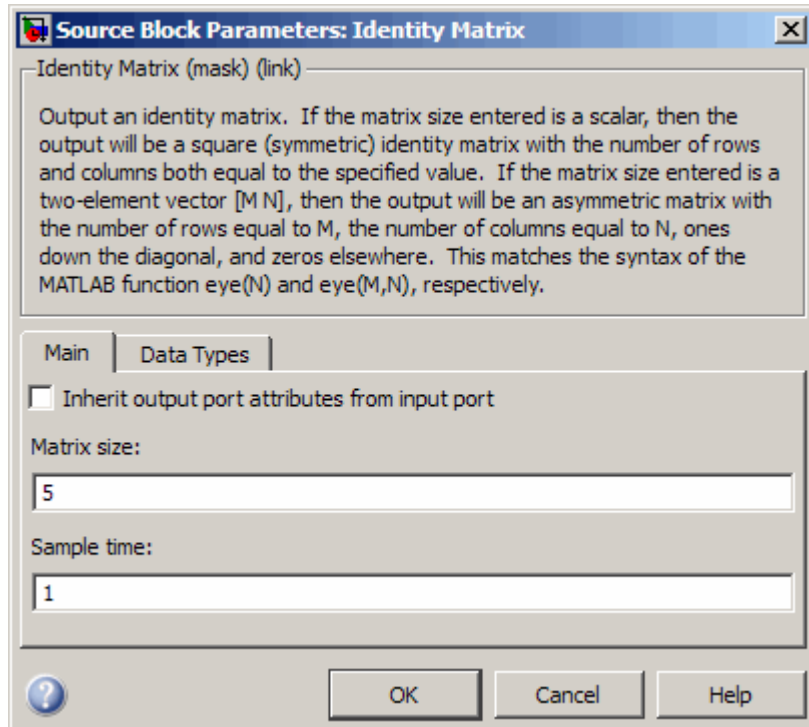 Source Block Parameters: Identity Matrix
Identity Matrix (mask) (link)
Output an identity matrix.  If the matrix size entered is a scalar, then the
output will be a square (symmetric) identity matrix with the number of rows
and columns both equal to the specified value.  If the matrix size entered is a
two-element vector [M N], then the output will be an asymmetric matrix with
the number of rows equal to M, the number of columns equal to N, ones
down the diagonal, and zeros elsewhere.  This matches the syntax of the
MATLAB function eye(N) and eye(M,N), respectively.
Main Data Types
Inherit output port attributes from input port
Matrix size:
5
Sample time:
1
? OK Cancel Help